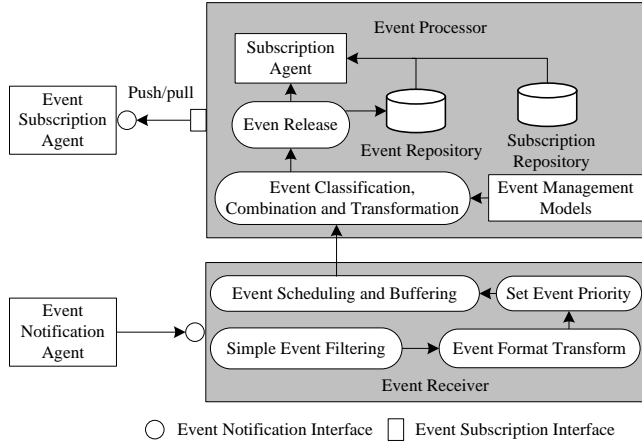 Event Processor
Subscription
Agent
Event
Subscription
Agent
Push/pull
Even Release
Event Repository
Subscription
Repository
Event Classification,
Combination and Transformation
Event Management
Models
Event
Notification
Agent
Event Scheduling and Buffering
Set Event Priority
Simple Event Filtering
Event Format Transform
Event Receiver
Event Notification Interface
Event Subscription Interface